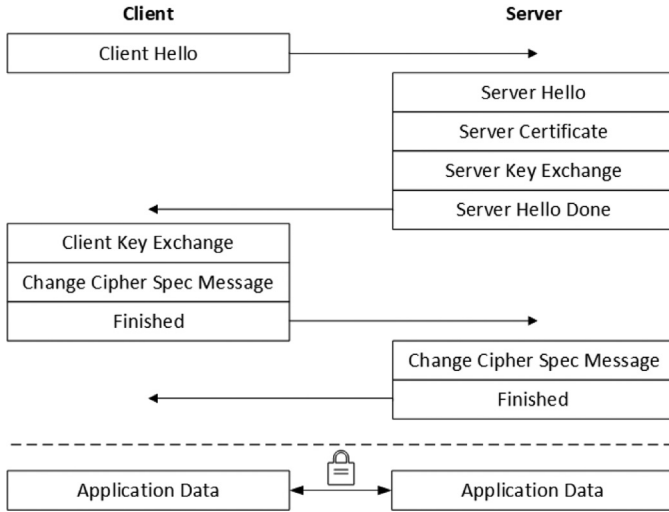 Client
Server
Client Hello
Server Hello
Server Certificate
Server Key Exchange
Server Hello Done
Client Key Exchange
Change Cipher Spec Message
Finished
Change Cipher Spec Message
Finished
Application Data
Application Data